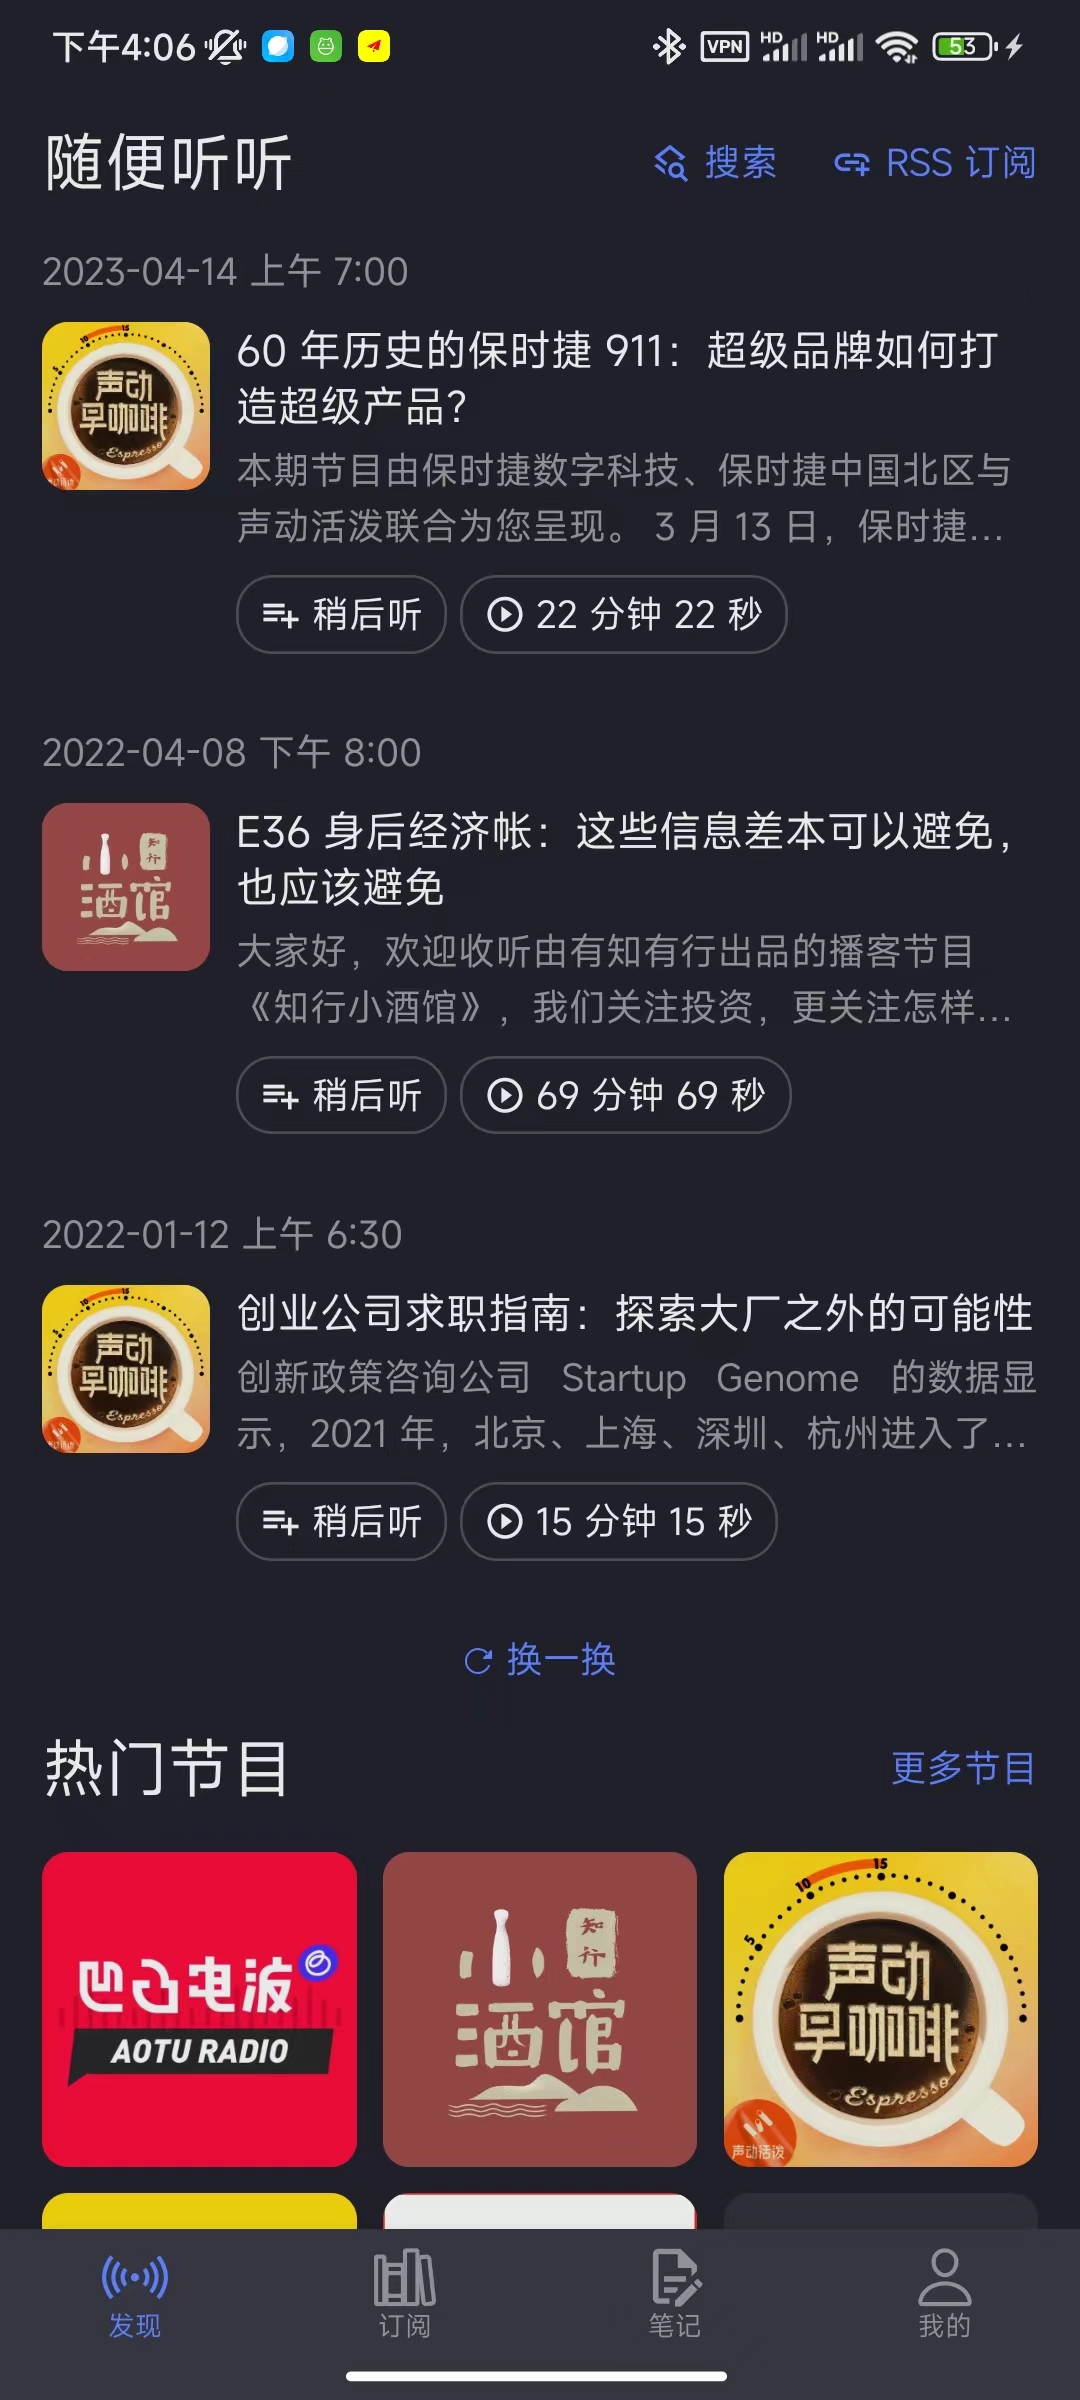 下午4:06
VPN
HD
HD
53
随便听听
搜索
RSS 订阅
2023-04-14 上午 7:00
声动
早咖啡
Espresso
60 年历史的保时捷 911：超级品牌如何打
造超级产品？
本期节目由保时捷数字科技、保时捷中国北区与
声动活泼联合为您呈现。 3 月 13 日，保时捷...
稍后听
22 分钟 22 秒
2022-04-08 下午 8:00
小
知行
酒馆
E36 身后经济帐：这些信息差本可以避免，
也应该避免
大家好，欢迎收听由有知有行出品的播客节目
《知行小酒馆》，我们关注投资，更关注怎样...
稍后听
69 分钟 69 秒
2022-01-12 上午 6:30
声动
早咖啡
Espresso
创业公司求职指南：探索大厂之外的可能性
创新政策咨询公司 Startup Genome 的数据显
示，2021 年，北京、上海、深圳、杭州进入了...
稍后听
15 分钟 15 秒
换一换
热门节目
更多节目
凹凸电波
AOTU RADIO
小
知行
酒馆
5
10
15
声动
早咖啡
Espresso
声动活泼
发现
订阅
笔记
我的